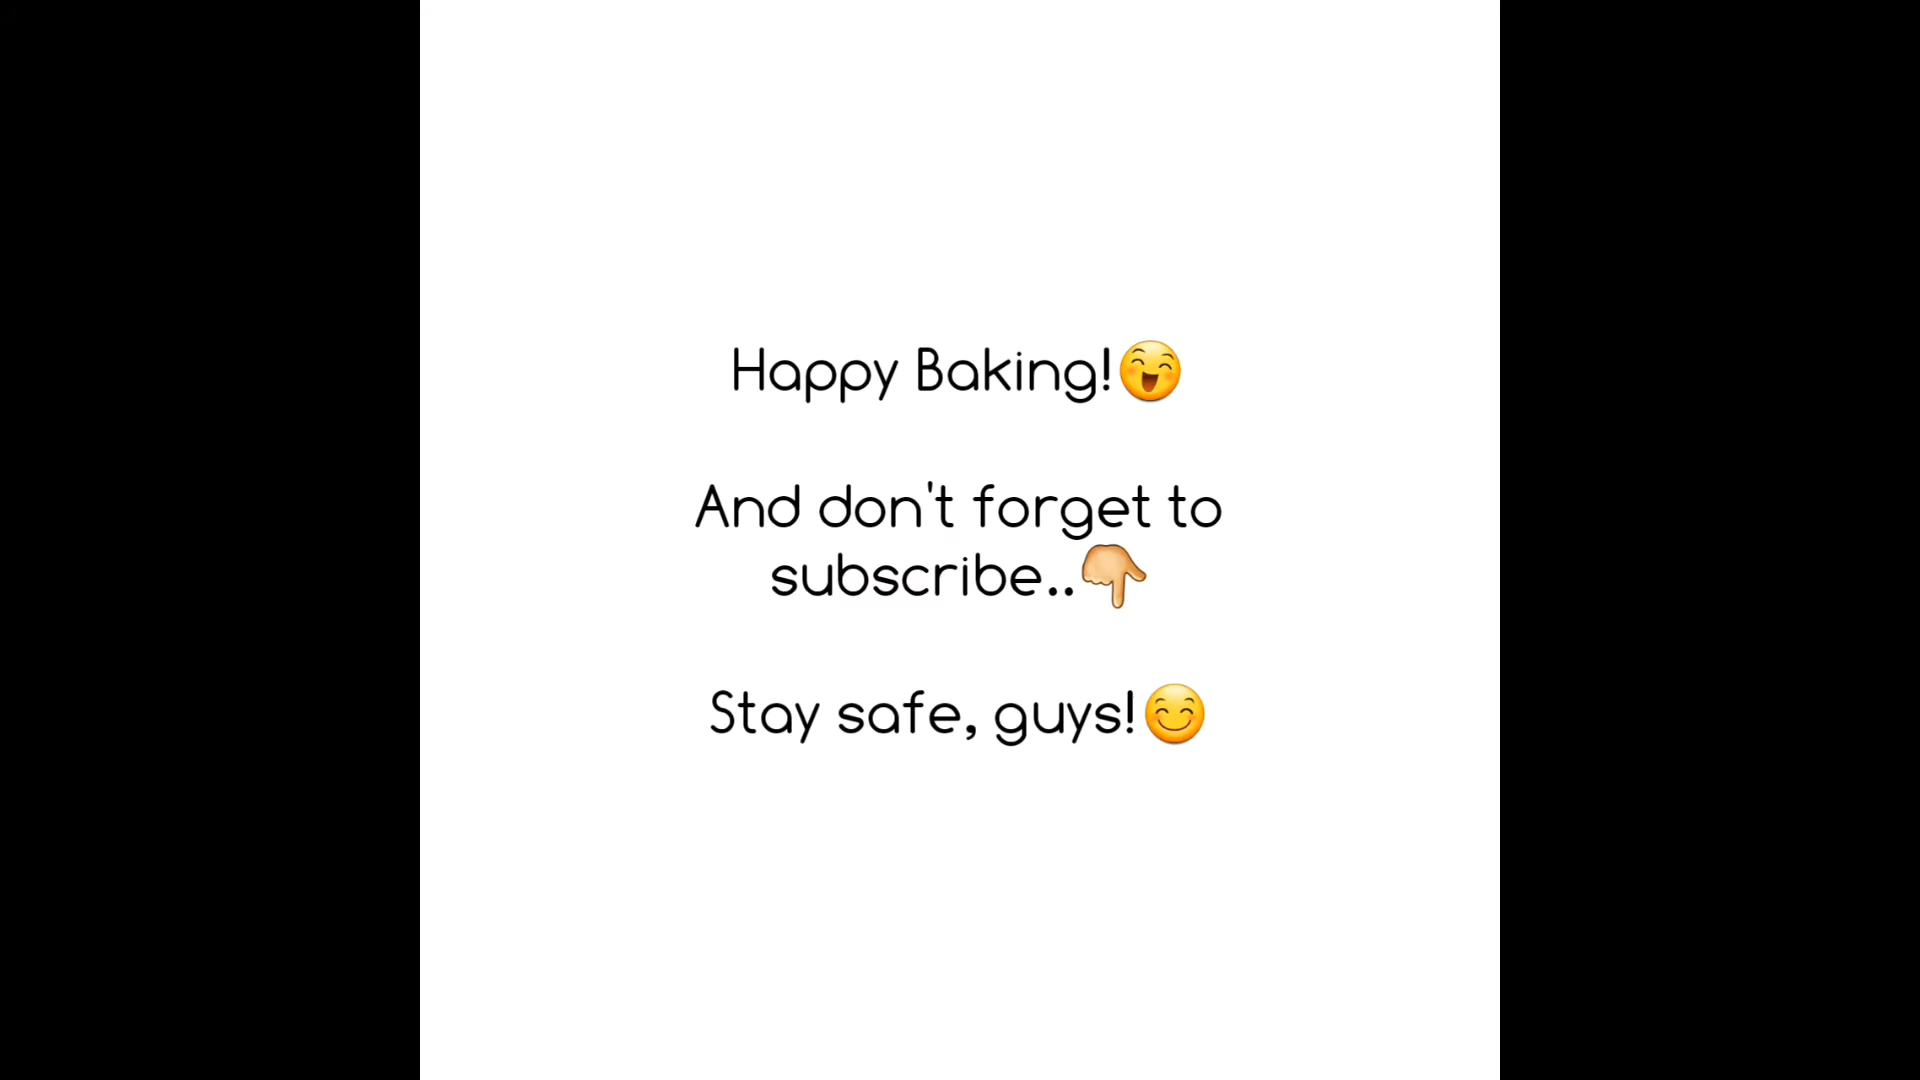 Happy Baking!😄
And don't forget to
subscribe..👇🏼
Stay safe, guys!😊